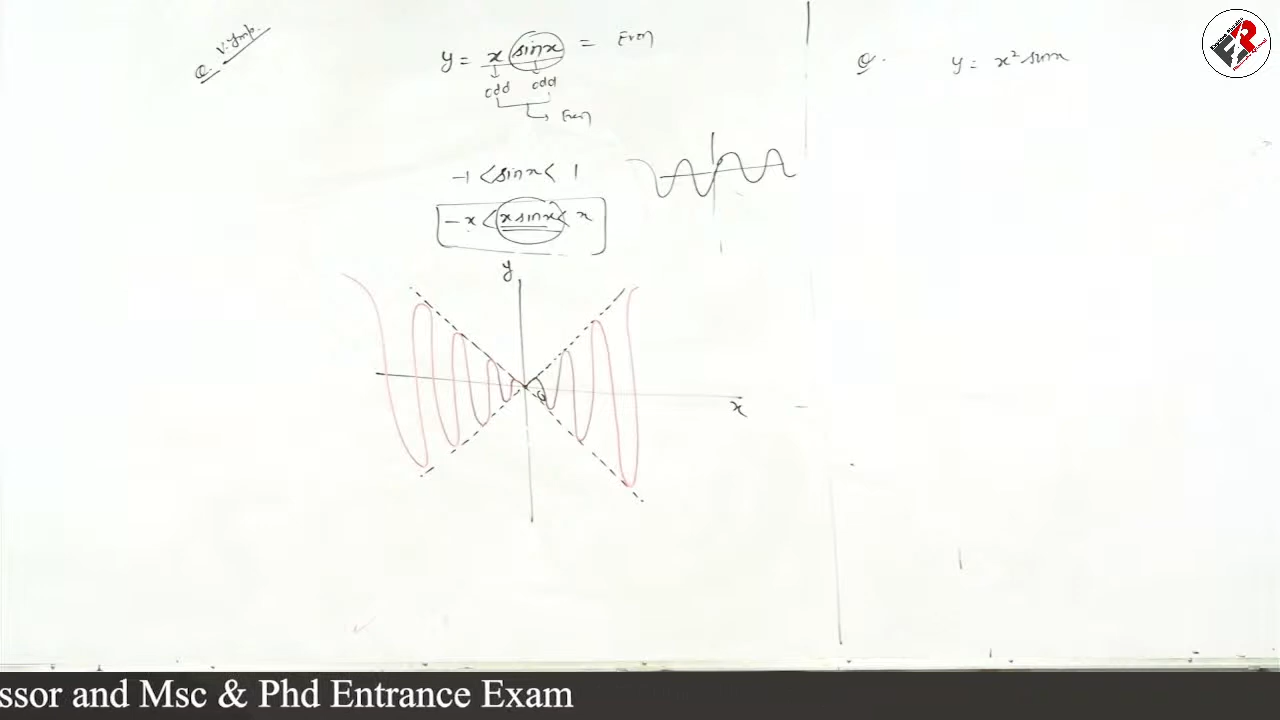 Q. V. Imp.
y = x sinx = Even
odd odd
Even
-1 < sinx < 1
-x < x sinx < x
y
x
Q. y = x² sinx
ssor and Msc & Phd Entrance Exam